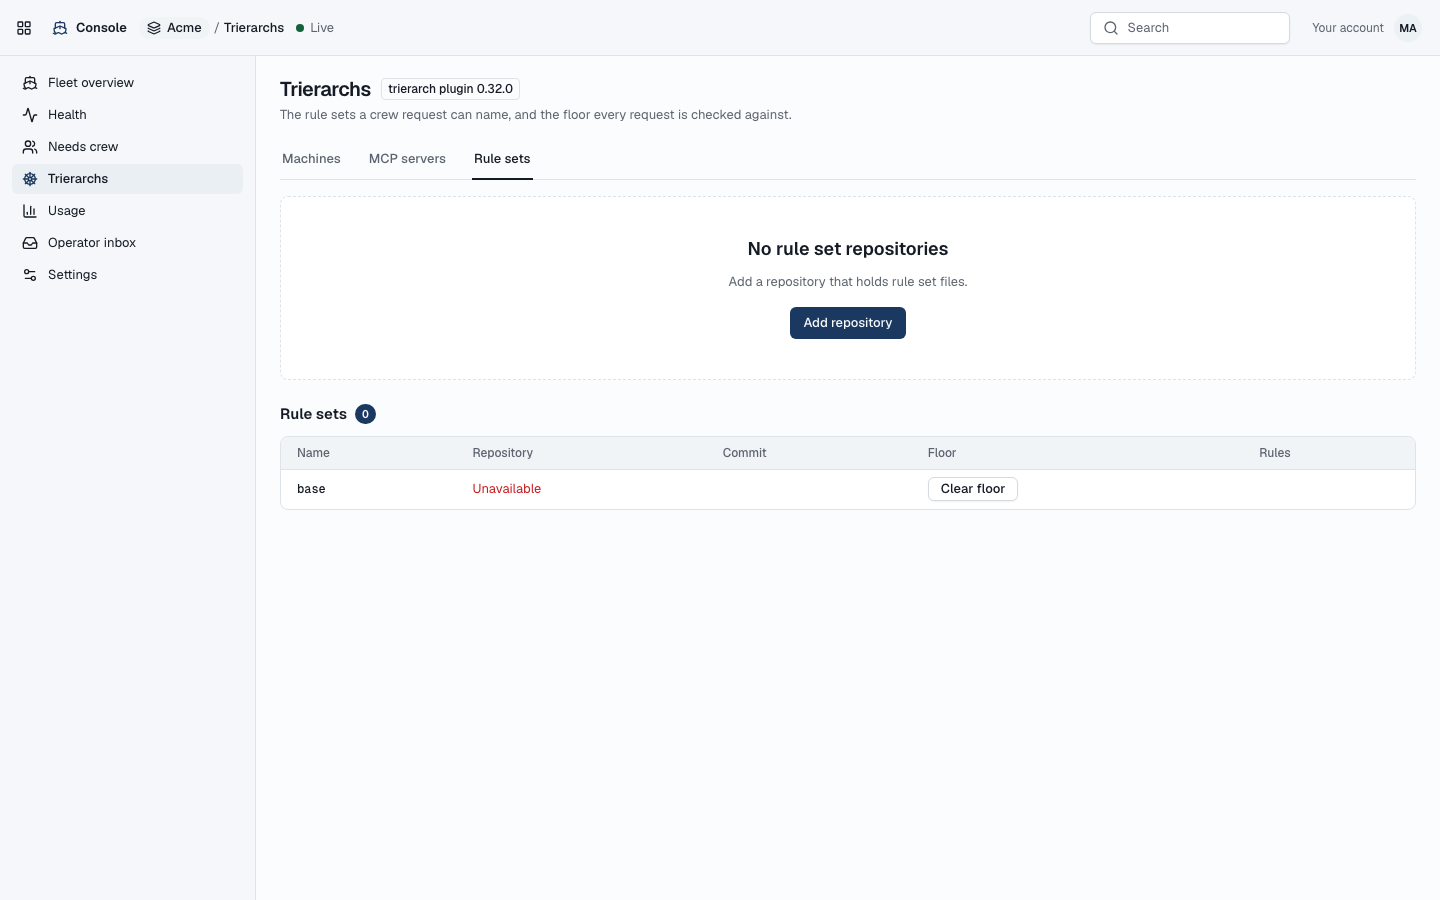 Console
Acme / Trierarchs
Live
Search
Your account
MA
Fleet overview
Health
Needs crew
Trierarchs
Usage
Operator inbox
Settings
Trierarchs
trierarch plugin 0.32.0
The rule sets a crew request can name, and the floor every request is checked against.
Machines MCP servers Rule sets
No rule set repositories
Add a repository that holds rule set files.
Add repository
Rule sets 0
Name Repository Commit Floor Rules
base Unavailable Clear floor